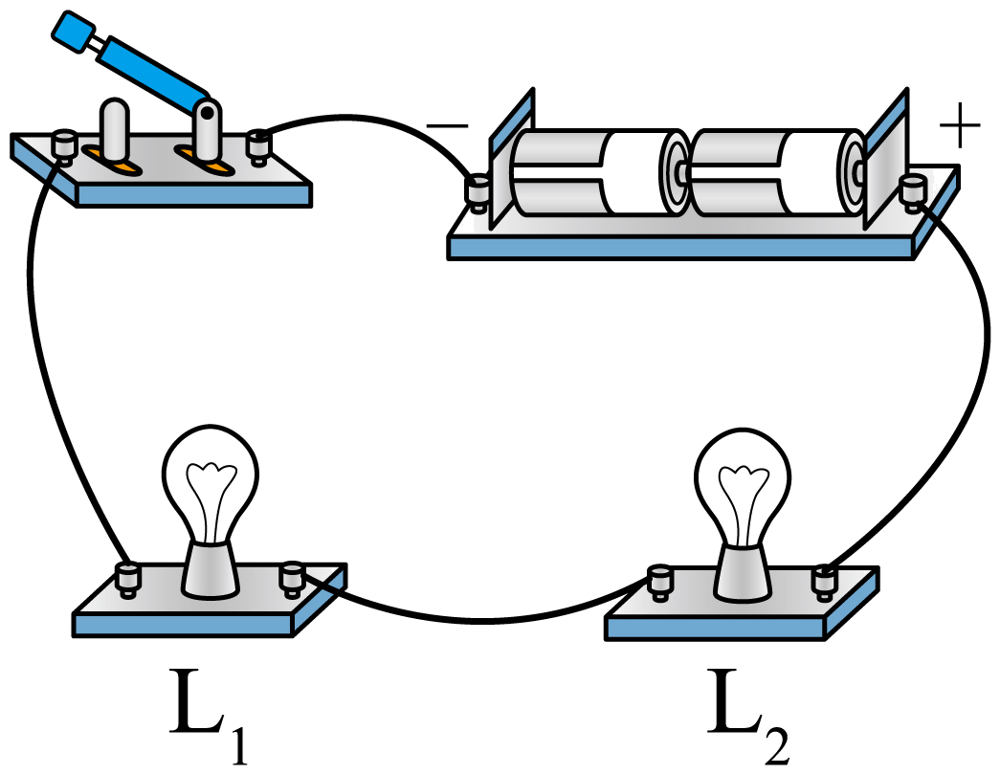 − +
L₁ L₂